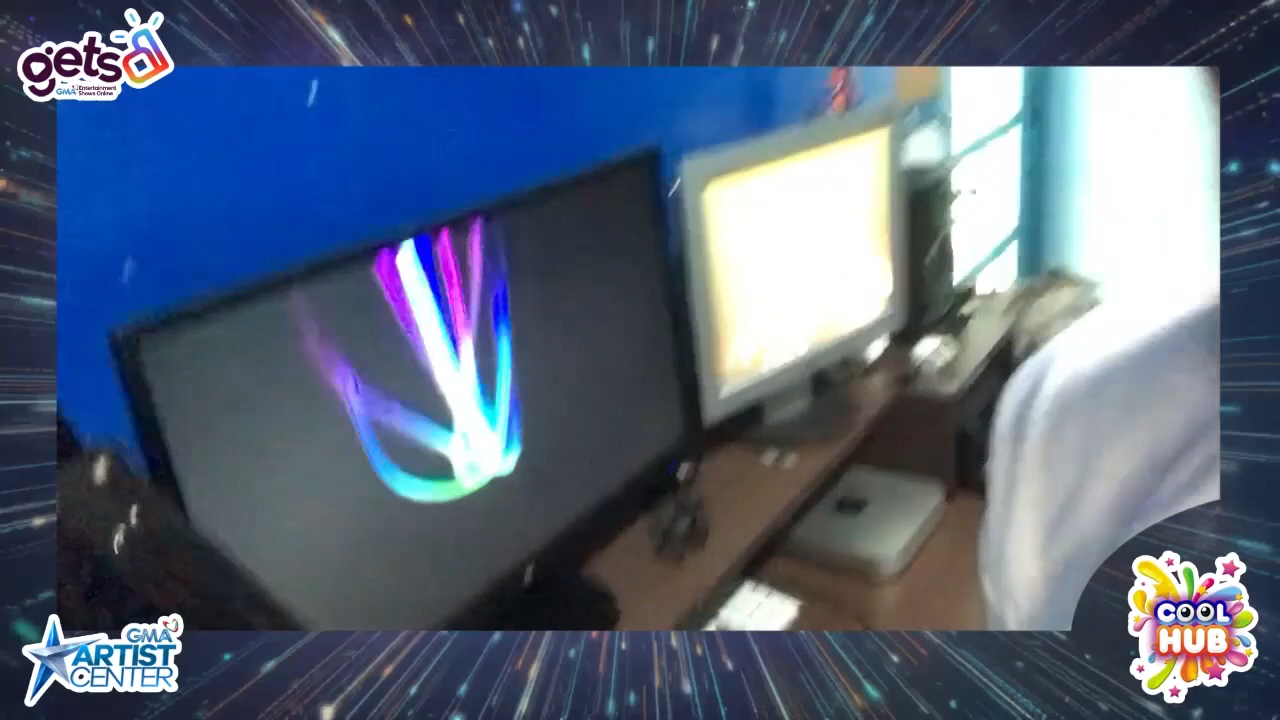 gets
GMA Entertainment
Shows Online
GMA
ARTIST
CENTER
COOL
HUB